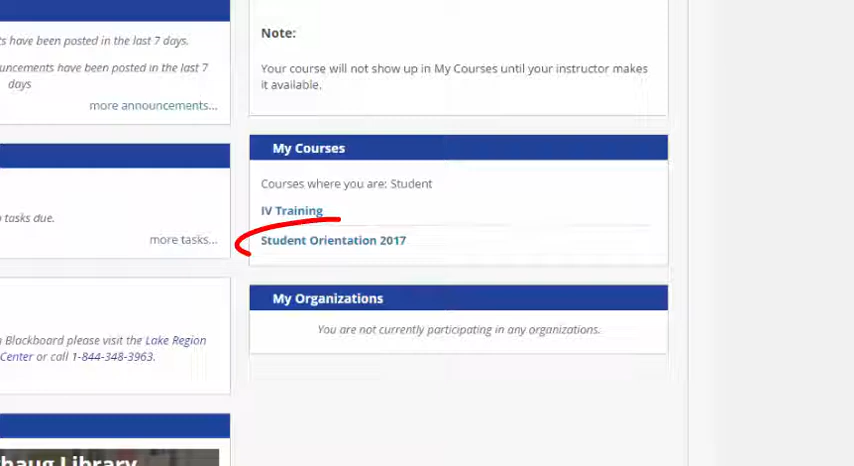 s have been posted in the last 7 days.
uncements have been posted in the last 7
days
more announcements...
tasks due.
more tasks...
Blackboard please visit the Lake Region
Center or call 1-844-348-3963.
haug Library
Note:
Your course will not show up in My Courses until your instructor makes
it available.
My Courses
Courses where you are: Student
IV Training
Student Orientation 2017
My Organizations
You are not currently participating in any organizations.